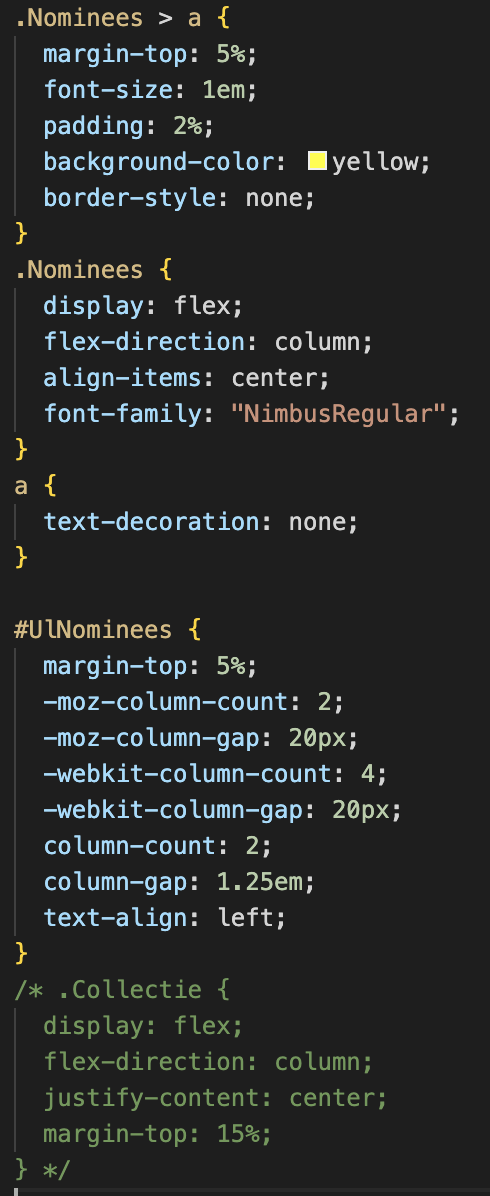 .Nominees > a {
  margin-top: 5%;
  font-size: 1em;
  padding: 2%;
  background-color: yellow;
  border-style: none;
}
.Nominees {
  display: flex;
  flex-direction: column;
  align-items: center;
  font-family: "NimbusRegular";
}
a {
  text-decoration: none;
}

#UlNominees {
  margin-top: 5%;
  -moz-column-count: 2;
  -moz-column-gap: 20px;
  -webkit-column-count: 4;
  -webkit-column-gap: 20px;
  column-count: 2;
  column-gap: 1.25em;
  text-align: left;
}
/* .Collectie {
  display: flex;
  flex-direction: column;
  justify-content: center;
  margin-top: 15%;
} */